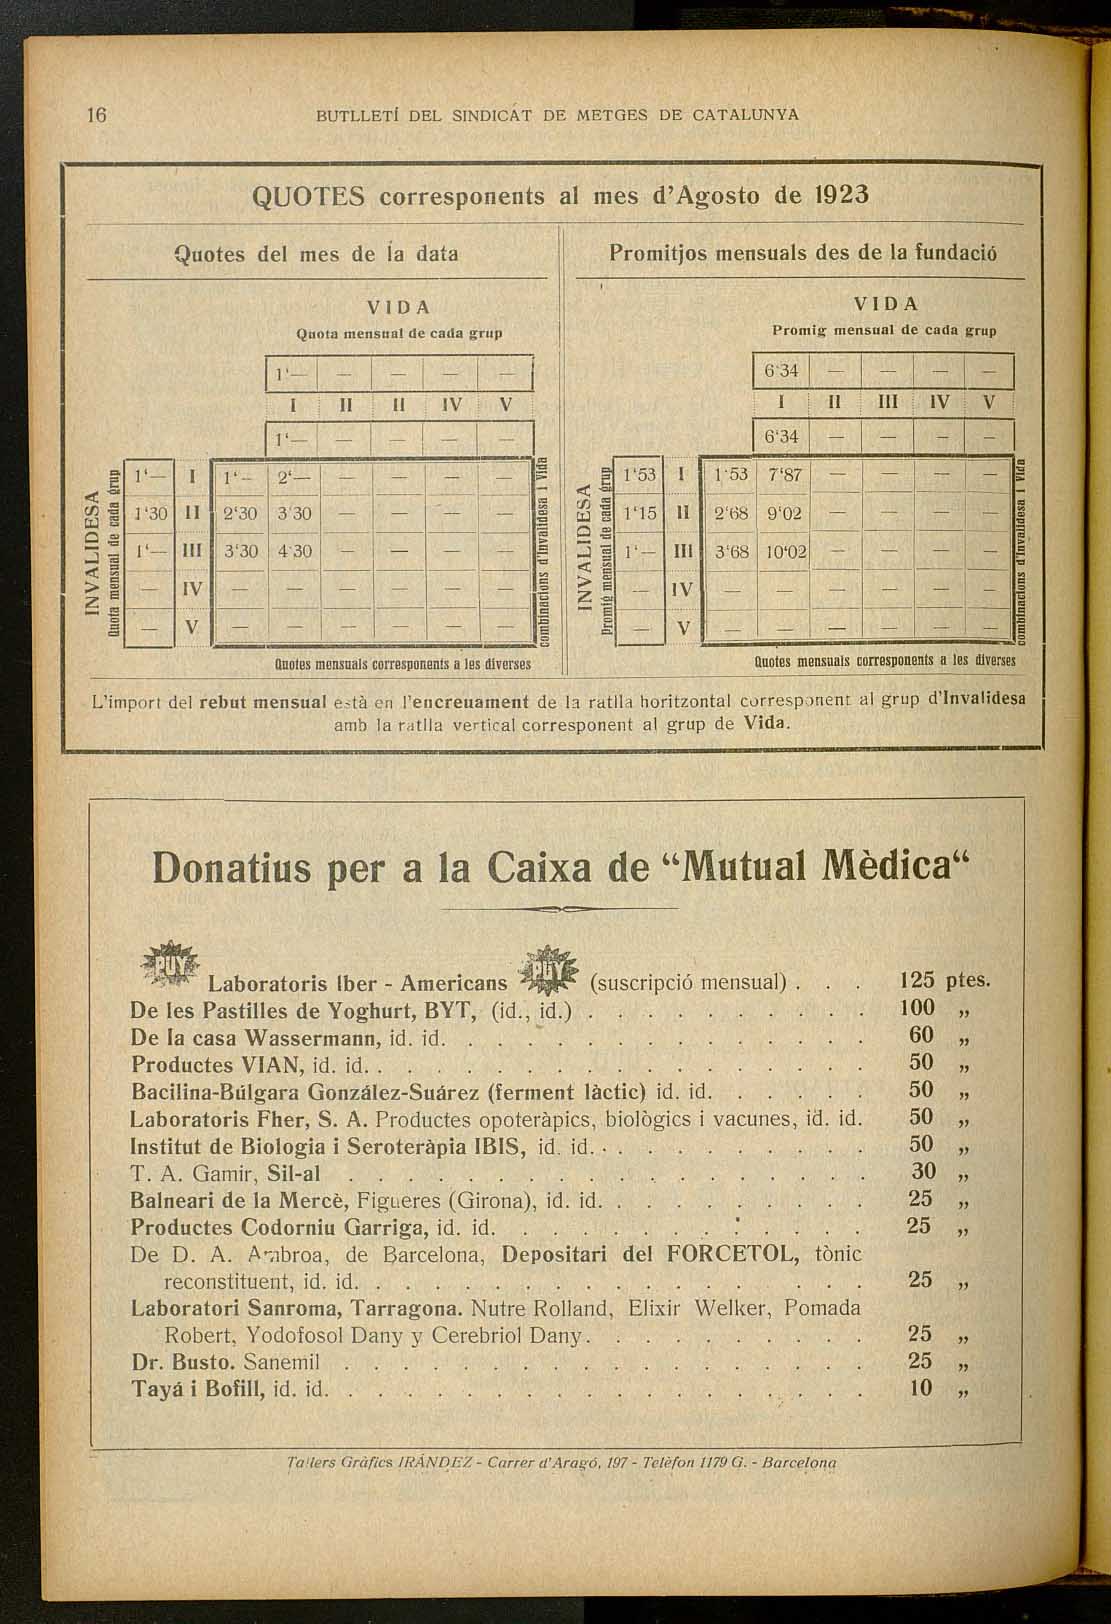 16 BUTLLETÍ DEL SINDICAT DE METGES DE CATALUNYA
QUOTES corresponents al mes d'Agosto de 1923
Quotes del mes de la data
VIDA
Quota mensual de cada grup
1'— — — — —
I II II IV V
1'— — — — —
INVALIDESA
Quota mensual de cada grup
1'— I 1'- 2'— — — — —
1'30 II 2'30 3'30 — — — —
1'— III 3'30 4'30 — — — —
— IV — — — — — —
— V — — — — — —
combinacions d'Invalidesa i Vida
Quotes mensuals corresponents a les diverses
Promitjos mensuals des de la fundació
VIDA
Promig mensual de cada grup
6'34 — — — —
I II III IV V
6'34 — — — —
INVALIDESA
Promig mensual de cada grup
1'53 I 1'53 7'87 — — — —
1'15 II 2'68 9'02 — — — —
1'— III 3'68 10'02 — — — —
— IV — — — — — —
— V — — — — — —
combinacions d'Invalidesa i Vida
Quotes mensuals corresponents a les diverses
L'import del rebut mensual està en l'encreuament de la ratlla horitzontal corresponent al grup d'Invalidesa
amb la ratlla vertical corresponent al grup de Vida.
Donatius per a la Caixa de “Mutual Mèdica“
PUY Laboratoris Iber - Americans PUY (suscripció mensual) . . . 125 ptes.
De les Pastilles de Yoghurt, BYT, (id., id.) . . . . . . . . . . 100 „
De la casa Wassermann, id. id. . . . . . . . . . . . . . . 60 „
Productes VIAN, id. id. . . . . . . . . . . . . . . . . . 50 „
Bacilina-Búlgara González-Suárez (ferment làctic) id. id. . . . . . 50 „
Laboratoris Fher, S. A. Productes opoteràpics, biològics i vacunes, id. id. 50 „
Institut de Biologia i Seroteràpia IBIS, id. id. . . . . . . . . . 50 „
T. A. Gamir, Sil-al . . . . . . . . . . . . . . . . . . 30 „
Balneari de la Mercè, Figueres (Girona), id. id. . . . . . . . . . 25 „
Productes Codorniu Garriga, id. id. . . . . . . . . . . . . 25 „
De D. A. Ambroa, de Barcelona, Depositari del FORCETOL, tònic
reconstituent, id. id. . . . . . . . . . . . . . . . . . 25 „
Laboratori Sanroma, Tarragona. Nutre Rolland, Elixir Welker, Pomada
Robert, Yodofosol Dany y Cerebriol Dany. . . . . . . . . . 25 „
Dr. Busto. Sanemil . . . . . . . . . . . . . . . . . . 25 „
Tayá i Bofill, id. id. . . . . . . . . . . . . . . . . . . 10 „
Tallers Gràfics IRÁNDEZ - Carrer d'Aragó, 197 - Telèfon 1179 G. - Barcelona